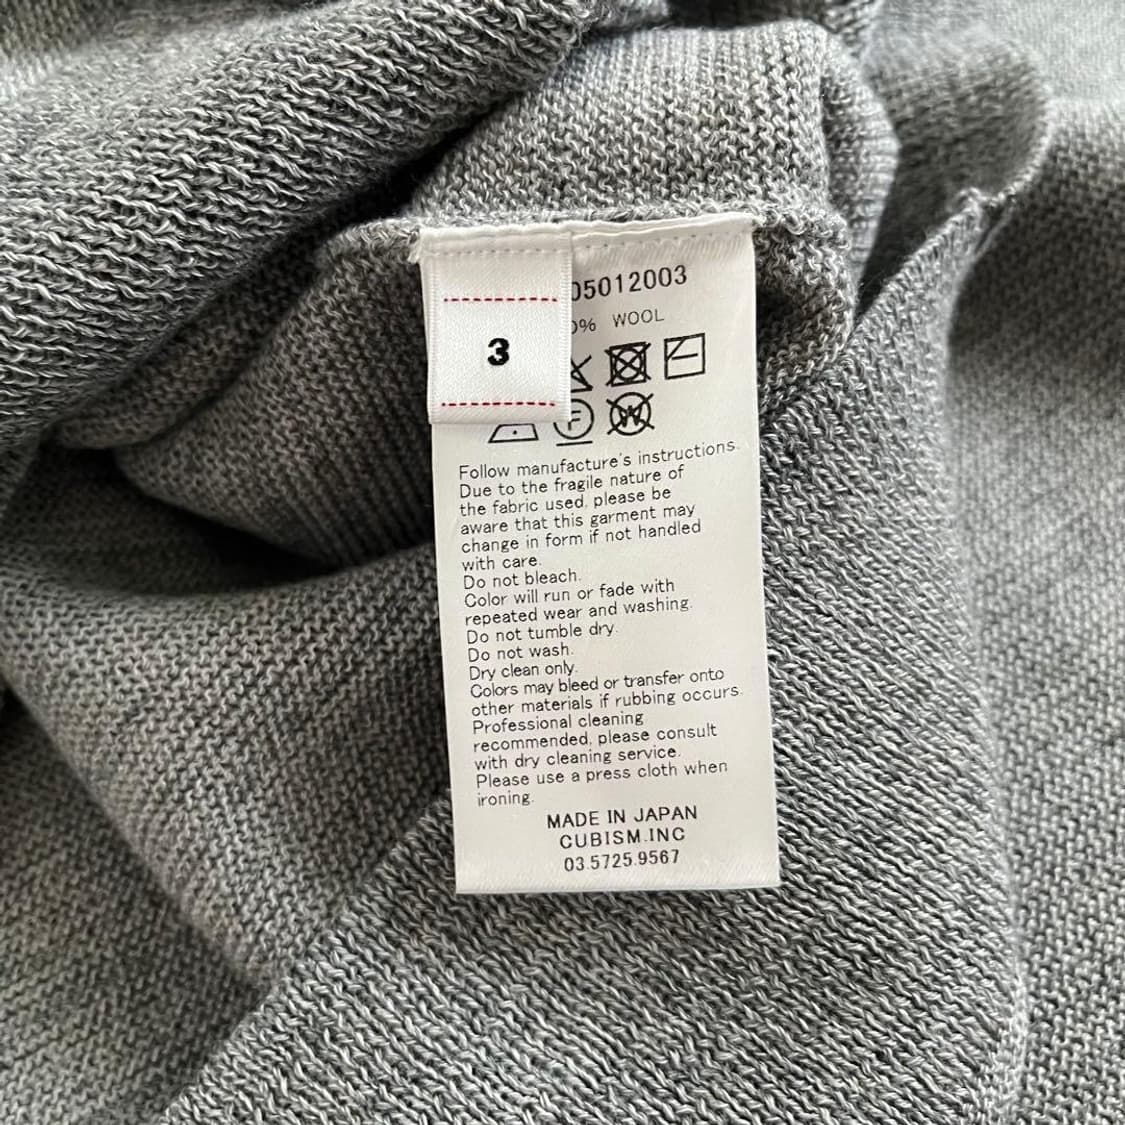 05012003
0% WOOL
3
F
W
Follow manufacture's instructions.
Due to the fragile nature of
the fabric used, please be
aware that this garment may
change in form if not handled
with care.
Do not bleach.
Color will run or fade with
repeated wear and washing.
Do not tumble dry.
Do not wash.
Dry clean only.
Colors may bleed or transfer onto
other materials if rubbing occurs.
Professional cleaning
recommended, please consult
with dry cleaning service.
Please use a press cloth when
ironing.
MADE IN JAPAN
CUBISM.INC
03.5725.9567